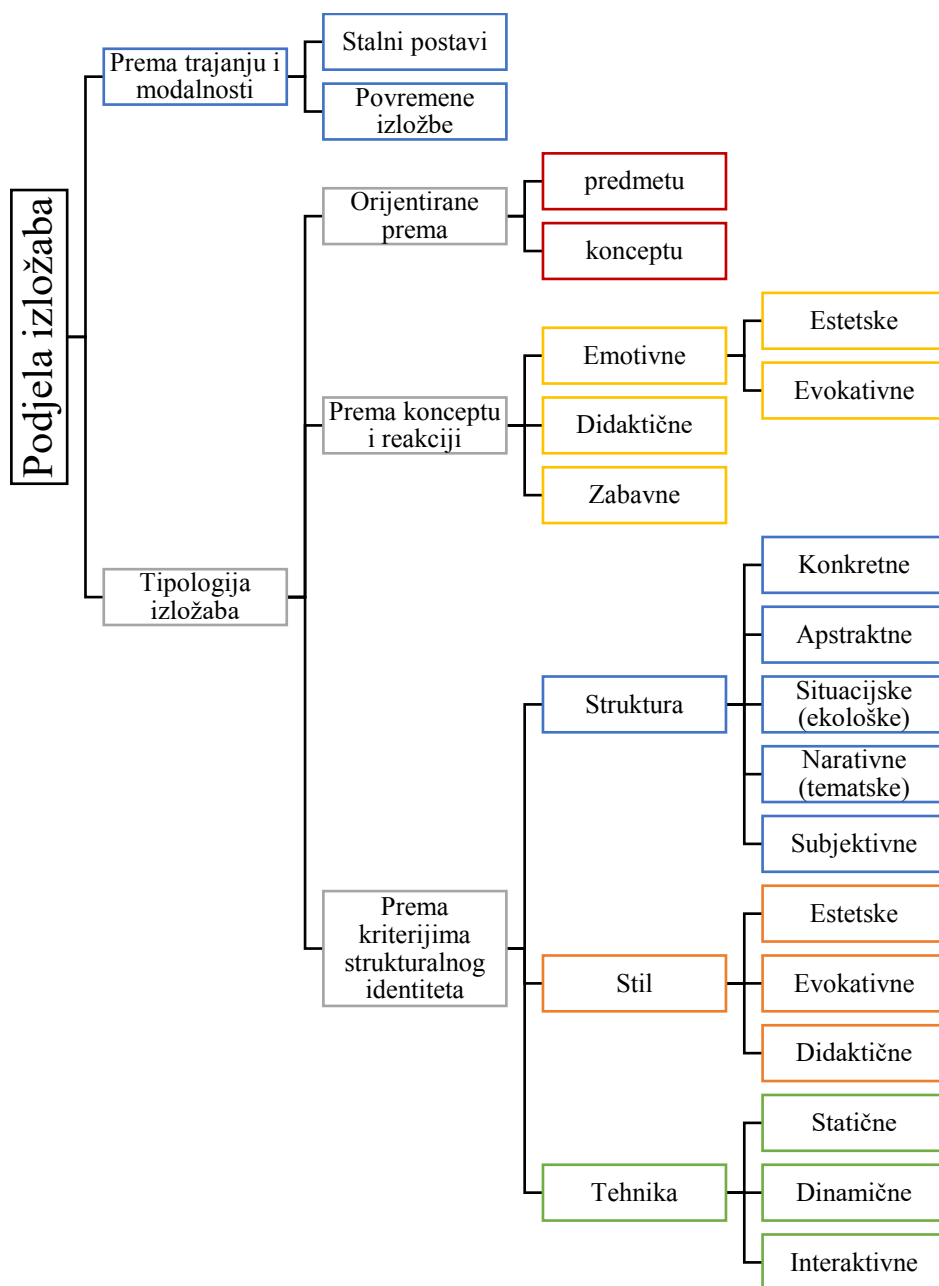 Podjela izložaba
Prema trajanju i
modalnosti
Stalni postavi
Povremene
izložbe
Tipologija
izložaba
Orijentirane
prema
predmetu
konceptu
Prema konceptu
i reakciji
Emotivne
Estetske
Evokativne
Didaktične
Zabavne
Prema
kriterijima
strukturalnog
identiteta
Struktura
Konkretne
Apstraktne
Situacijske
(ekološke)
Narativne
(tematske)
Subjektivne
Stil
Estetske
Evokativne
Didaktične
Tehnika
Statične
Dinamične
Interaktivne